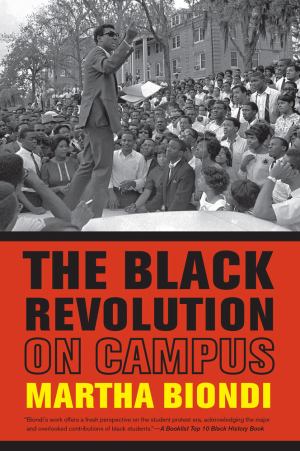 THE BLACK
REVOLUTION
ON CAMPUS
MARTHA BIONDI
"Biondi's work offers a fresh perspective on the student protest era, acknowledging the major
and overlooked contributions of black students."—A Booklist Top 10 Black History Book